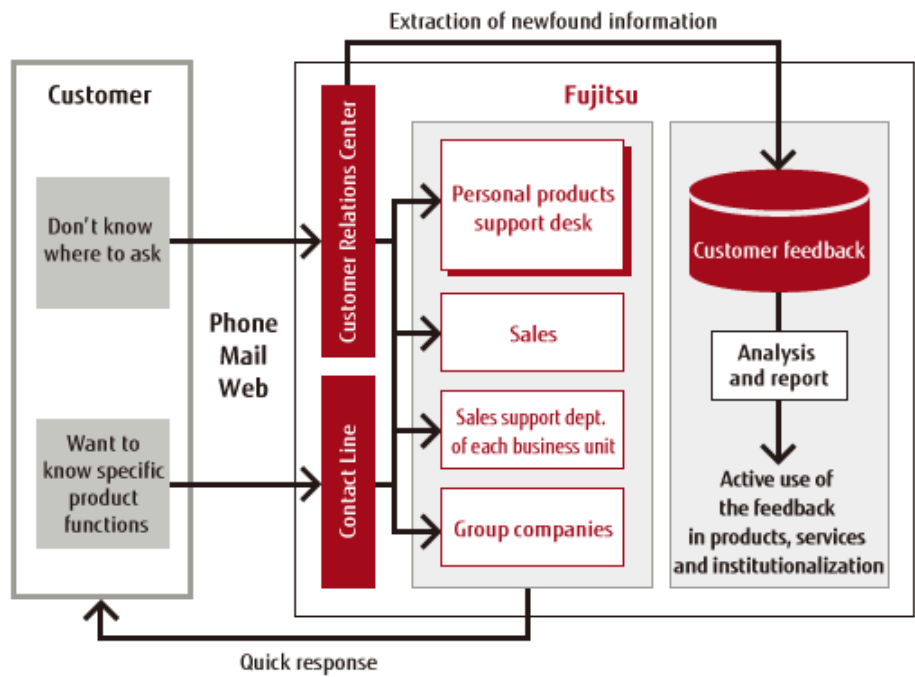 Extraction of newfound information
Customer
Fujitsu
Don't know
where to ask
Phone
Mail
Web
Want to
know specific
product
functions
Customer Relations Center
Contact Line
Personal products
support desk
Sales
Sales support dept.
of each business unit
Group companies
Customer feedback
Analysis
and report
Active use of
the feedback
in products, services
and institutionalization
Quick response